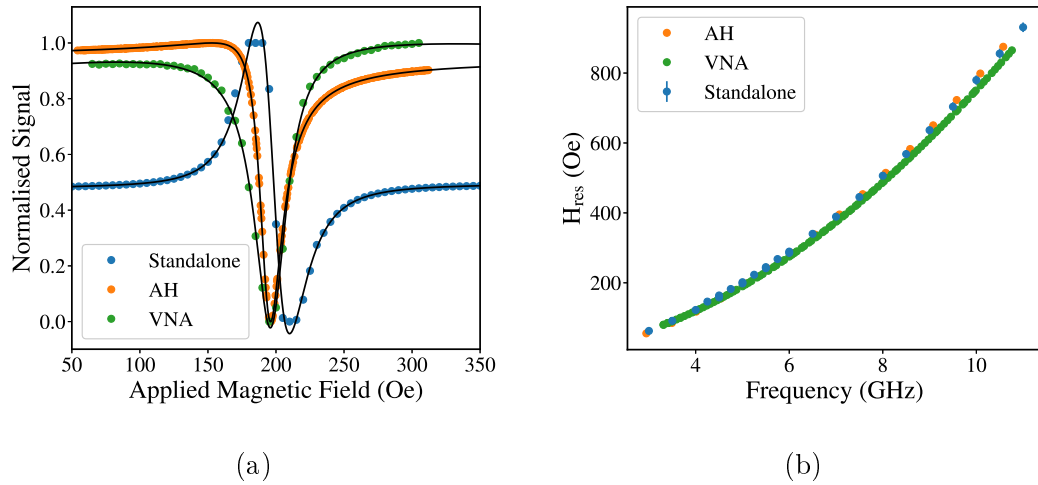 Normalised Signal
1.0
0.8
0.6
0.4
0.2
0.0
Standalone
AH
VNA
50 100 150 200 250 300 350
Applied Magnetic Field (Oe)
(a)
H_res (Oe)
800
600
400
200
AH
VNA
Standalone
4 6 8 10
Frequency (GHz)
(b)